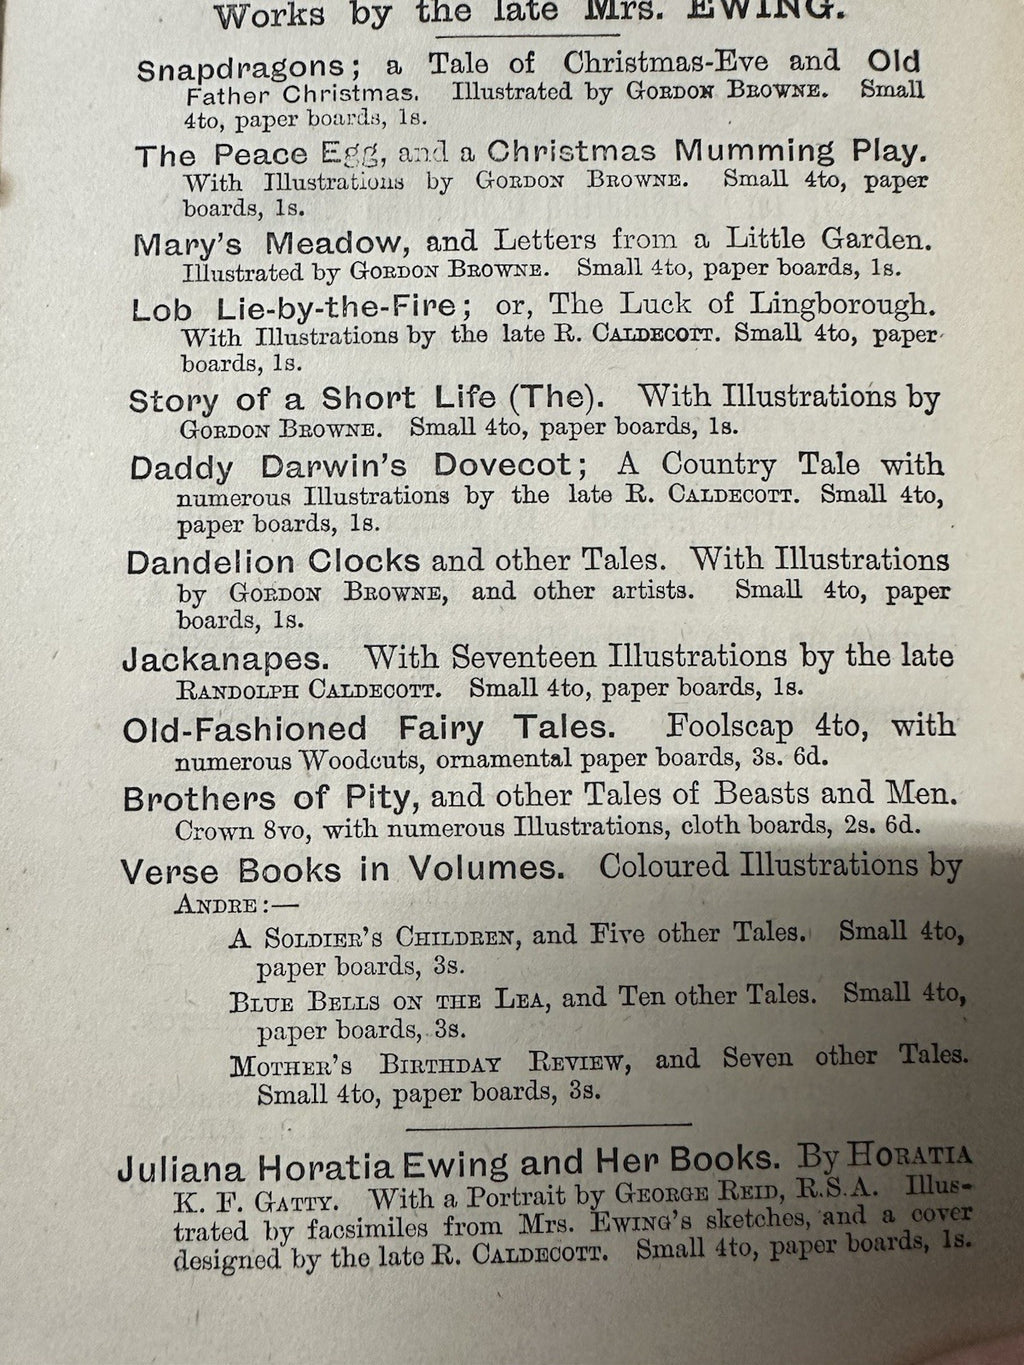 Works by the late Mrs. EWING.
Snapdragons; a Tale of Christmas-Eve and Old
Father Christmas. Illustrated by GORDON BROWNE. Small
4to, paper boards, 1s.
The Peace Egg, and a Christmas Mumming Play.
With Illustrations by GORDON BROWNE. Small 4to, paper
boards, 1s.
Mary's Meadow, and Letters from a Little Garden.
Illustrated by GORDON BROWNE. Small 4to, paper boards, 1s.
Lob Lie-by-the-Fire; or, The Luck of Lingborough.
With Illustrations by the late R. CALDECOTT. Small 4to, paper
boards, 1s.
Story of a Short Life (The). With Illustrations by
GORDON BROWNE. Small 4to, paper boards, 1s.
Daddy Darwin's Dovecot; A Country Tale with
numerous Illustrations by the late R. CALDECOTT. Small 4to,
paper boards, 1s.
Dandelion Clocks and other Tales. With Illustrations
by GORDON BROWNE, and other artists. Small 4to, paper
boards, 1s.
Jackanapes. With Seventeen Illustrations by the late
RANDOLPH CALDECOTT. Small 4to, paper boards, 1s.
Old-Fashioned Fairy Tales. Foolscap 4to, with
numerous Woodcuts, ornamental paper boards, 3s. 6d.
Brothers of Pity, and other Tales of Beasts and Men.
Crown 8vo, with numerous Illustrations, cloth boards, 2s. 6d.
Verse Books in Volumes. Coloured Illustrations by
ANDRE:—
A SOLDIER'S CHILDREN, and Five other Tales. Small 4to,
paper boards, 3s.
BLUE BELLS ON THE LEA, and Ten other Tales. Small 4to,
paper boards, 3s.
MOTHER'S BIRTHDAY REVIEW, and Seven other Tales.
Small 4to, paper boards, 3s.
Juliana Horatia Ewing and Her Books. By HORATIA
K. F. GATTY. With a Portrait by GEORGE REID, R.S.A. Illus-
trated by facsimiles from Mrs. EWING'S sketches, and a cover
designed by the late R. CALDECOTT. Small 4to, paper boards, 1s.